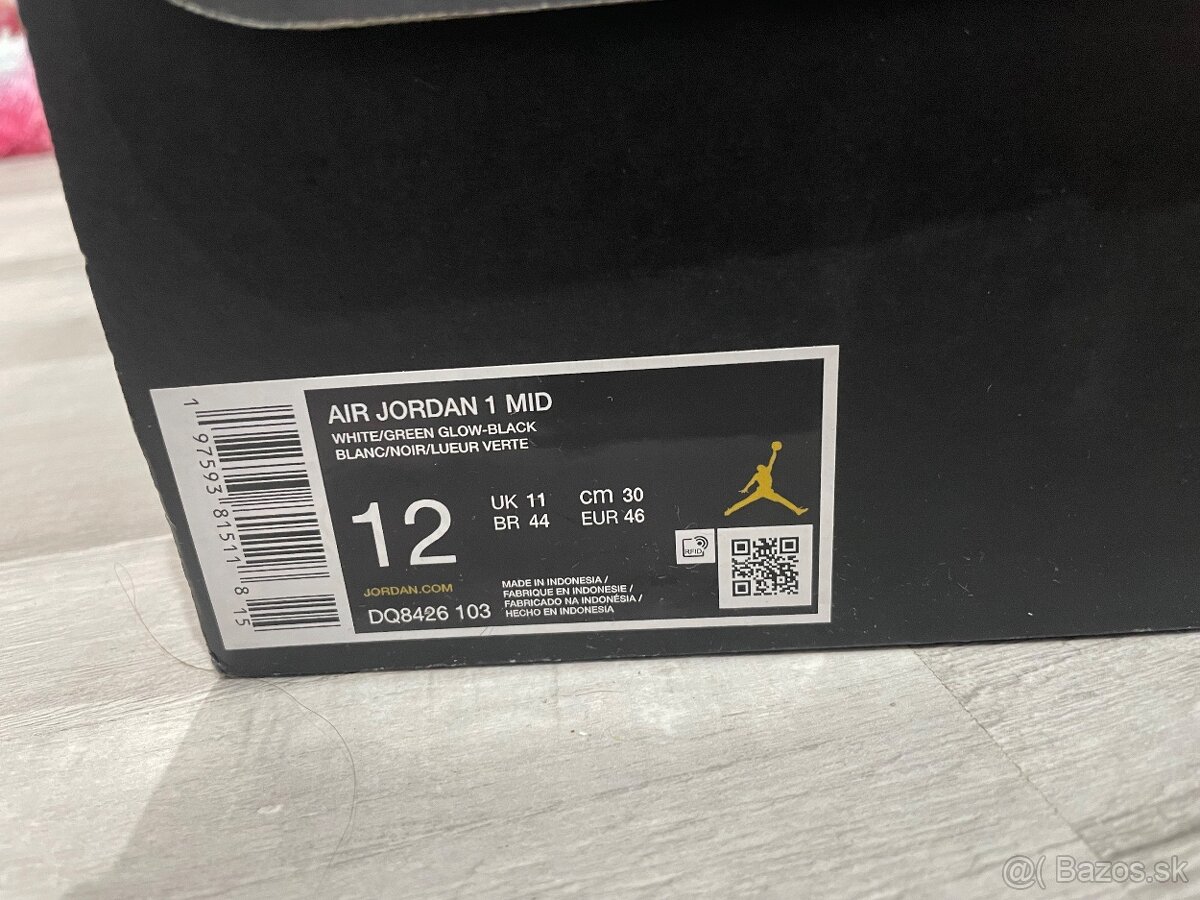 AIR JORDAN 1 MID
WHITE/GREEN GLOW-BLACK
BLANC/NOIR/LUEUR VERTE
12
UK 11 cm 30
BR 44 EUR 46
RFID
JORDAN.COM
DQ8426 103
MADE IN INDONESIA /
FABRIQUE EN INDONESIE /
FABRICADO NA INDONÉSIA /
HECHO EN INDONESIA
1 97593 81511 8 15
@( Bazos.sk